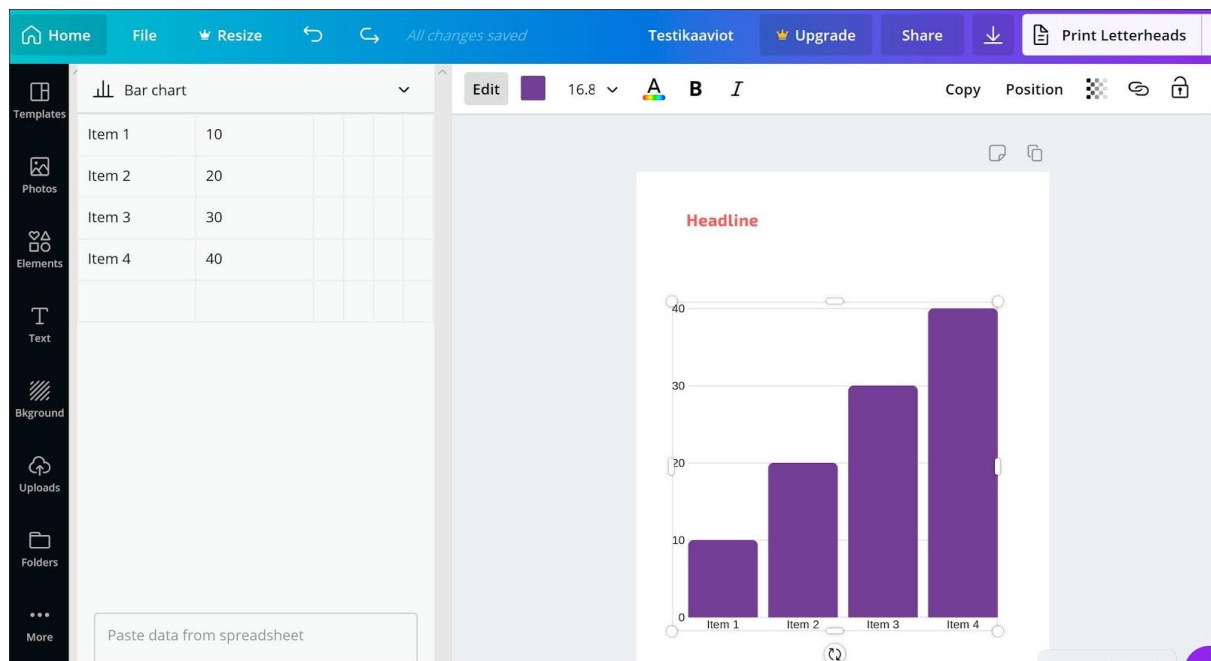 Home File Resize All changes saved Testikaaviot Upgrade Share Print Letterheads
Templates
Photos
Elements
Text
Bkground
Uploads
Folders
More
Bar chart
Item 1 10
Item 2 20
Item 3 30
Item 4 40
Paste data from spreadsheet
Edit 16.8 A B I Copy Position
Headline
40
30
20
10
0
Item 1 Item 2 Item 3 Item 4